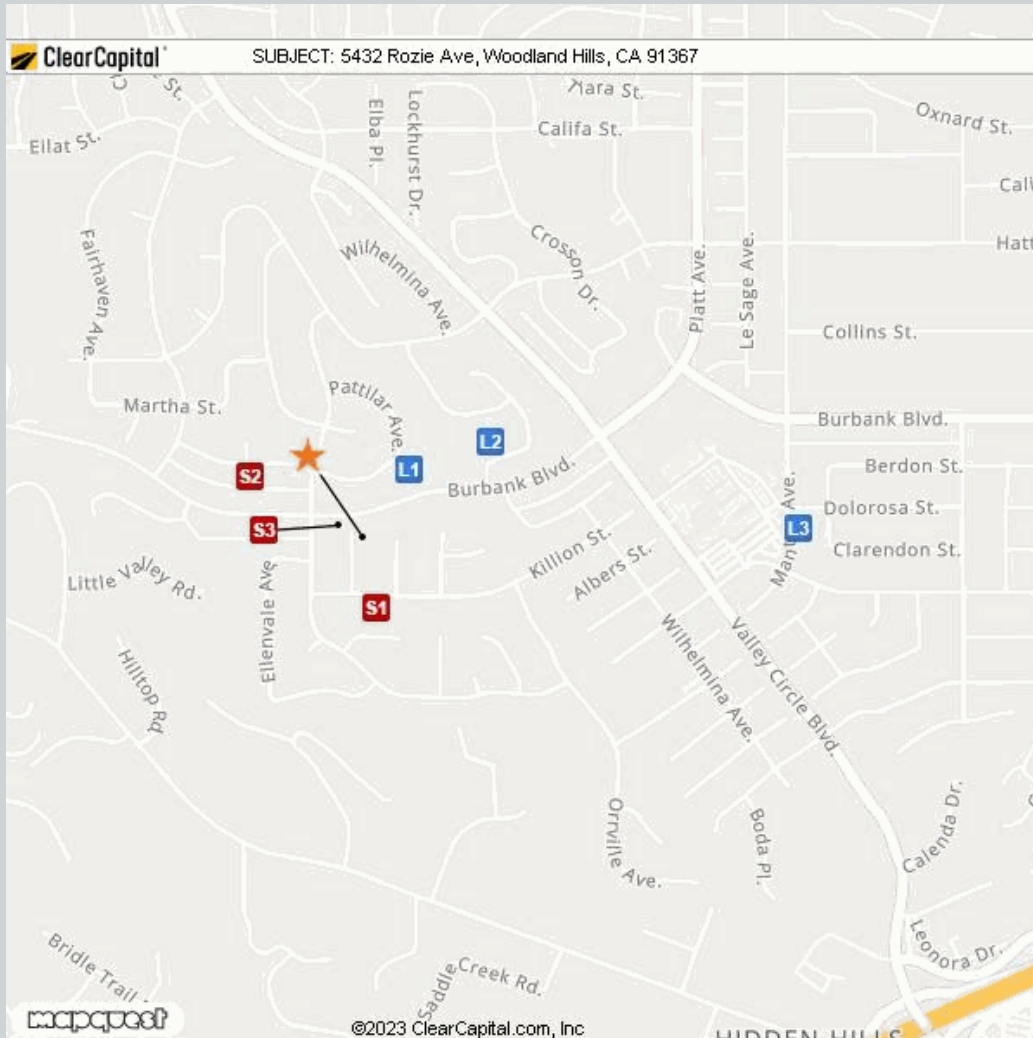 ClearCapital SUBJECT: 5432 Rozie Ave, Woodland Hills, CA 91367
St.
Elba Pl.
Lockhurst Dr.
Califa St.
Oxnard St.
Eilat St.
Fairhaven Ave.
Wilhelmina Ave.
Crosson Dr.
Platt Ave.
Le Sage Ave.
Hatt
Collins St.
Martha St.
Pattilar Ave.
Burbank Blvd.
L2
S2
L1
Burbank Blvd.
Berdon St.
Dolorosa St.
S3
L3
Clarendon St.
Killion St.
Albers St.
Little Valley Rd.
Ellenvale Ave
S1
Wilhelmina Ave.
Valley Circle Blvd.
Hilltop Rd
Orrville Ave.
Boda Pl.
Calenda Dr.
Leonora Dr.
Bridle Trail
Saddle Creek Rd.
mapquest
©2023 ClearCapital.com, Inc
HIDDEN HILLS